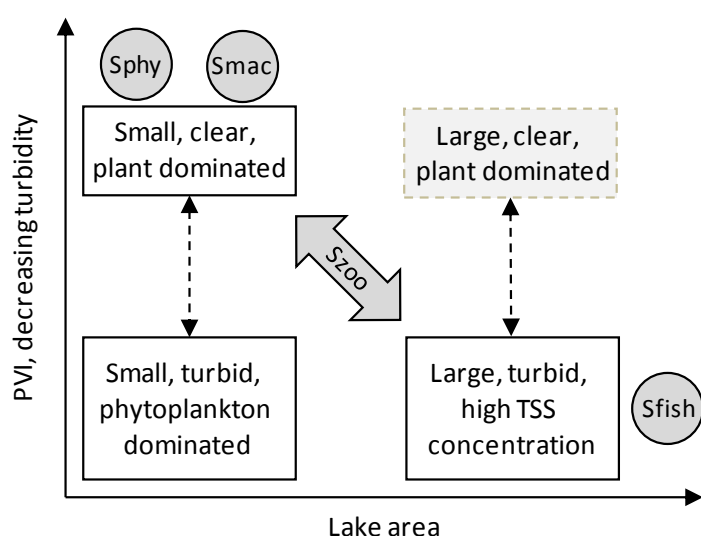 Sphy
Smac
Small, clear,
plant dominated
Large, clear,
plant dominated
Szoo
Small, turbid,
phytoplankton
dominated
Large, turbid,
high TSS
concentration
Sfish
PVI, decreasing turbidity
Lake area